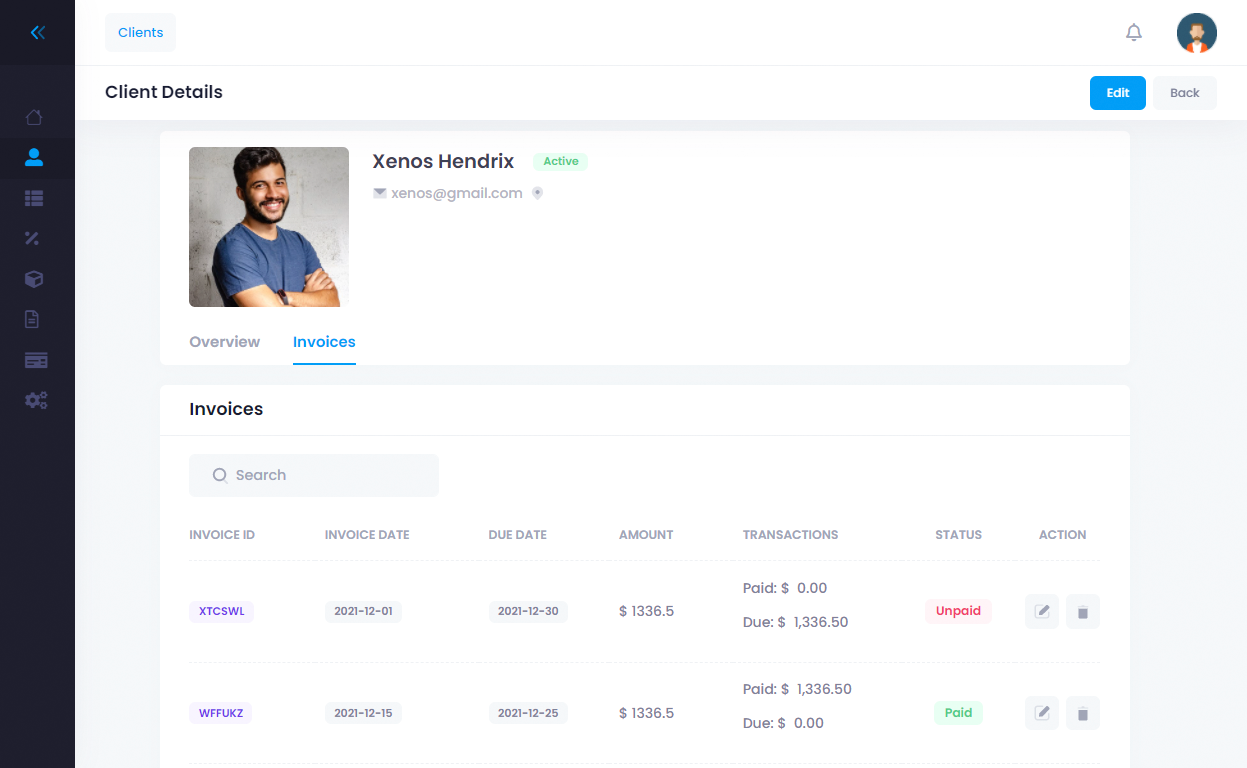 Clients
Client Details
Edit
Back
Xenos Hendrix
Active
xenos@gmail.com
Overview
Invoices
Invoices
Search
INVOICE ID
INVOICE DATE
DUE DATE
AMOUNT
TRANSACTIONS
STATUS
ACTION
XTCSWL
2021-12-01
2021-12-30
$ 1336.5
Paid: $ 0.00
Due: $ 1,336.50
Unpaid
WFFUKZ
2021-12-15
2021-12-25
$ 1336.5
Paid: $ 1,336.50
Due: $ 0.00
Paid